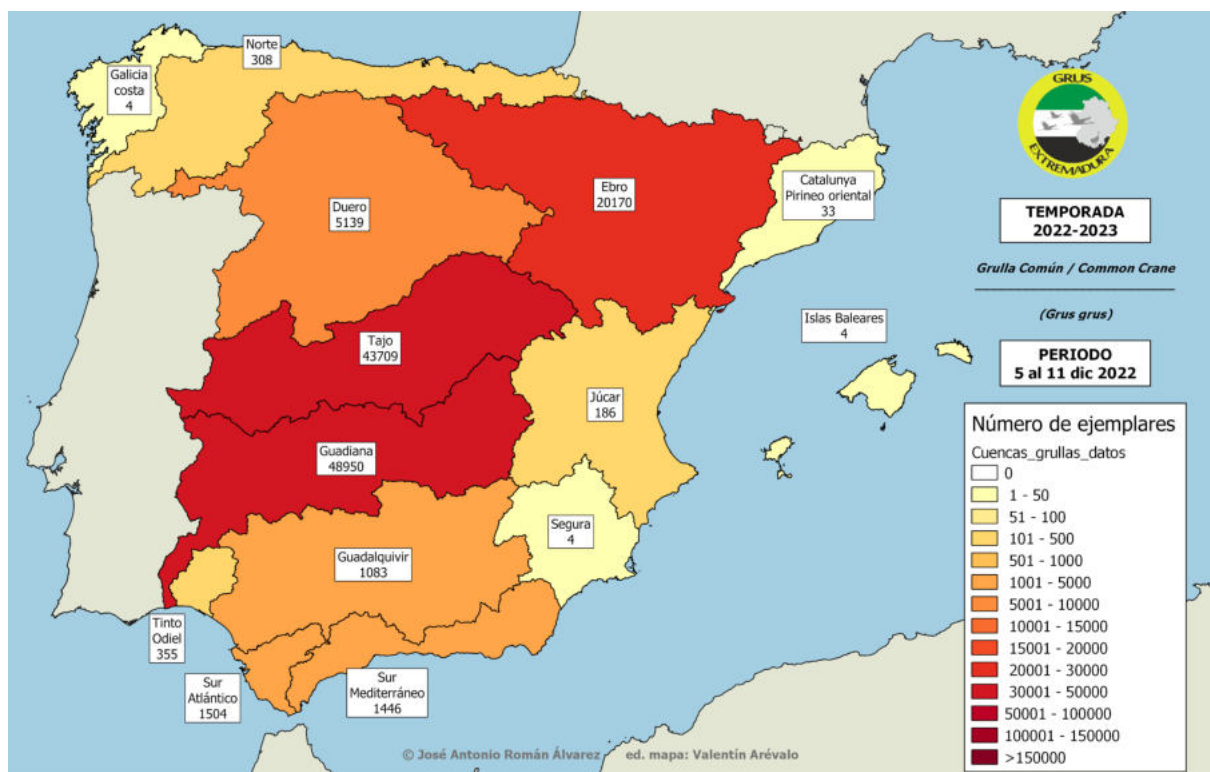 Norte
308
Galicia
costa
4
Duero
5139
Ebro
20170
Catalunya
Pirineo oriental
33
Tajo
43709
Islas Baleares
4
Júcar
186
Guadiana
48950
Segura
4
Guadalquivir
1083
Tinto
Odiel
355
Sur
Atlántico
1504
Sur
Mediterráneo
1446
GRUS
EXTREMADURA
TEMPORADA
2022-2023
Grulla Común / Common Crane
(Grus grus)
PERIODO
5 al 11 dic 2022
Número de ejemplares
Cuencas_grullas_datos
0
1 - 50
51 - 100
101 - 500
501 - 1000
1001 - 5000
5001 - 10000
10001 - 15000
15001 - 20000
20001 - 30000
30001 - 50000
50001 - 100000
100001 - 150000
>150000
© José Antonio Román Álvarez ed. mapa: Valentín Arévalo